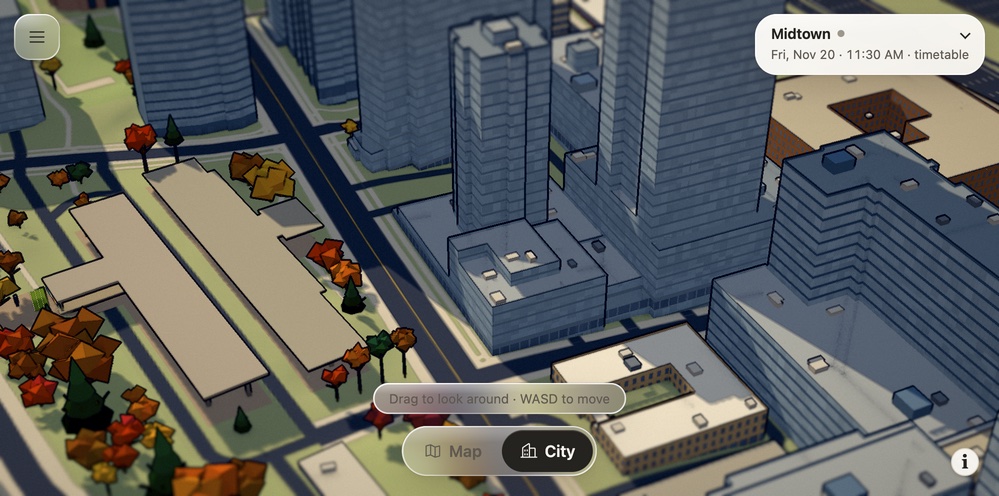 Midtown
Fri, Nov 20 · 11:30 AM · timetable
Drag to look around · WASD to move
Map
City
i